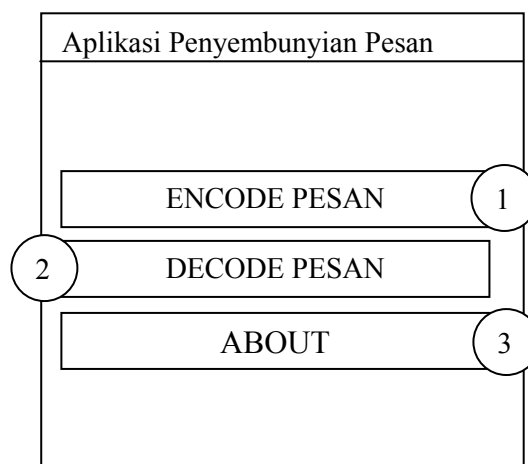 Aplikasi Penyembunyian Pesan
ENCODE PESAN
1
2
DECODE PESAN
ABOUT
3